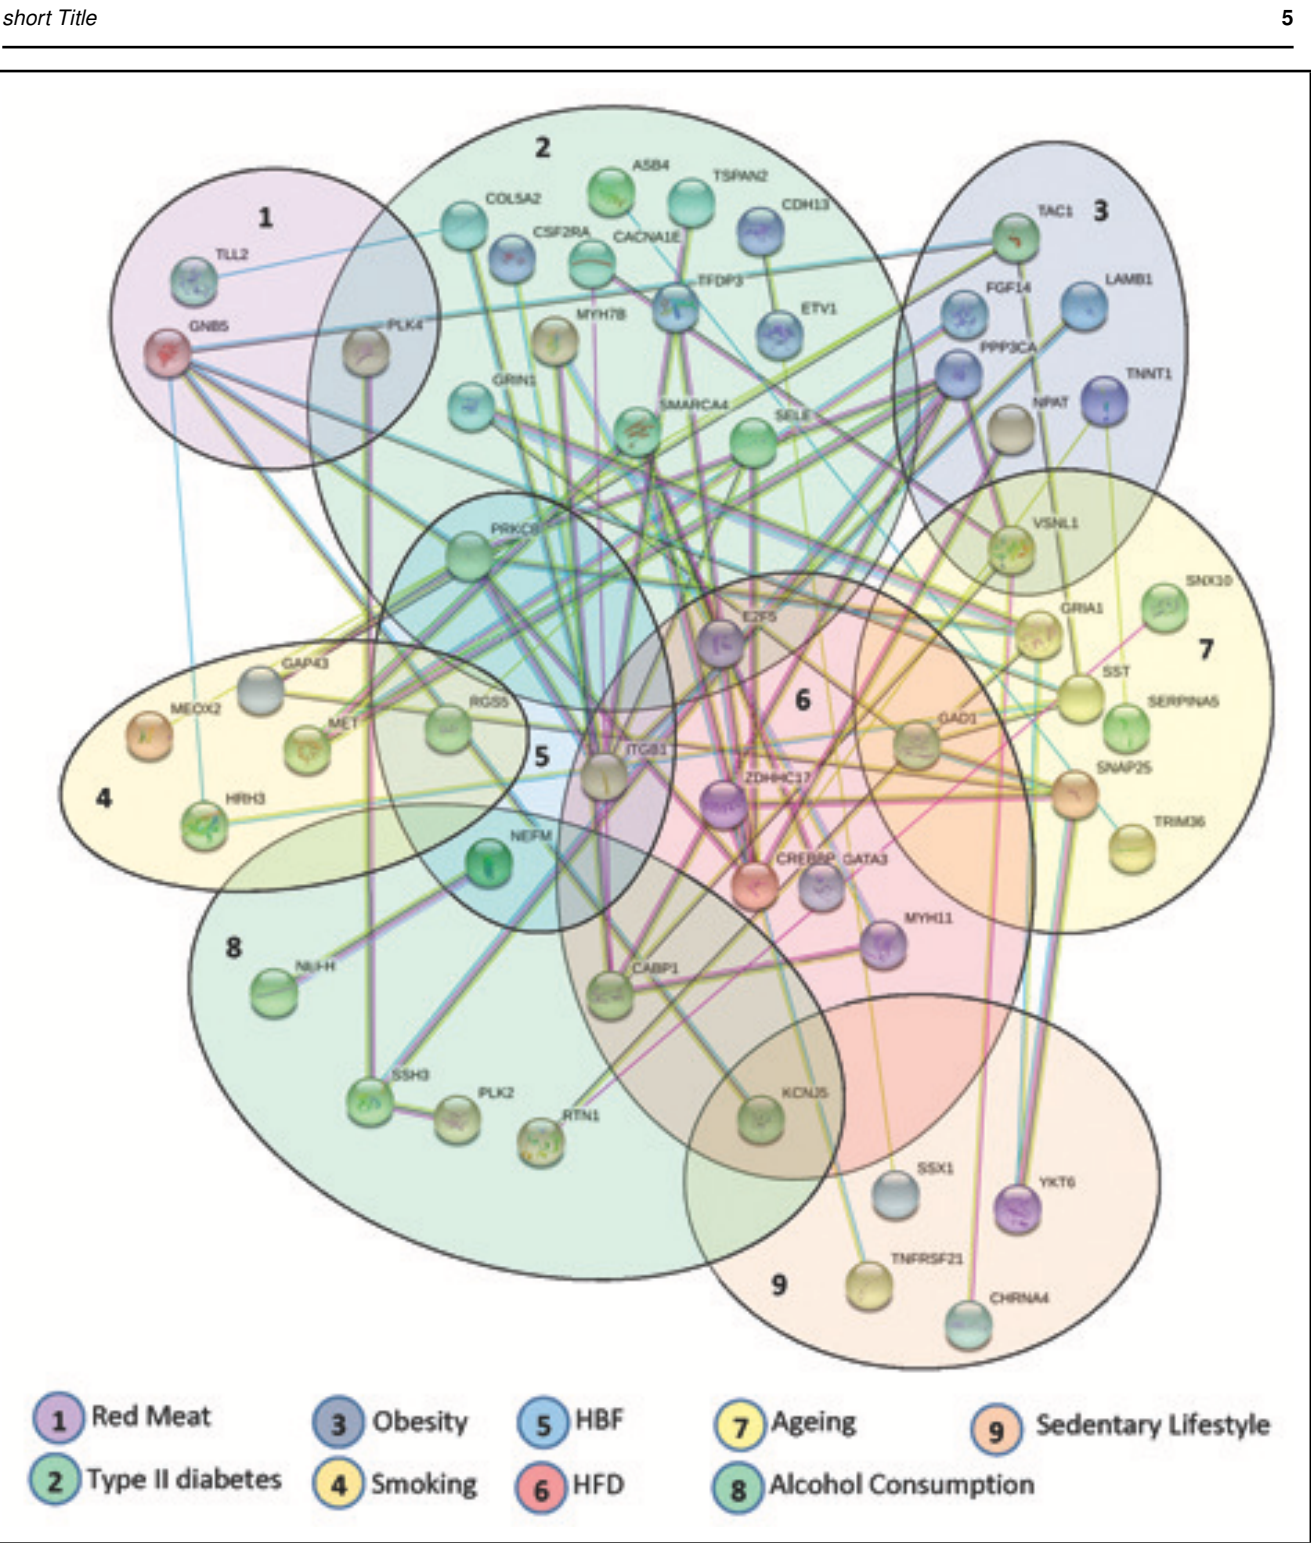 short Title 5
2
ASB4
TSPAN2
1
COL5A2
CDH13
TAC1
3
CSF2RA
CACNA1E
TLL2
TFDP3
FGF14
LAMB1
GNB5
PLK4
MYH7B
ETV1
PPP3CA
GRIN1
SMARCA4
SELE
NPAT
TNNT1
PRKCB
VSNL1
SNX10
E2F5
GRIA1
7
GAP43
6
SST
MEOX2
MET
RGS5
GAD1
SERPINA5
5
ITGB1
4
HRH3
ZDHHC17
SNAP25
NEFM
TRIM36
CREBBP
GATA3
8
MYH11
NEFH
CABP1
SSH3
PLK2
RTN1
KCNJ5
SSX1
YKT6
TNFRSF21
9
CHRNA4
1 Red Meat
3 Obesity
5 HBF
7 Ageing
9 Sedentary Lifestyle
2 Type II diabetes
4 Smoking
6 HFD
8 Alcohol Consumption